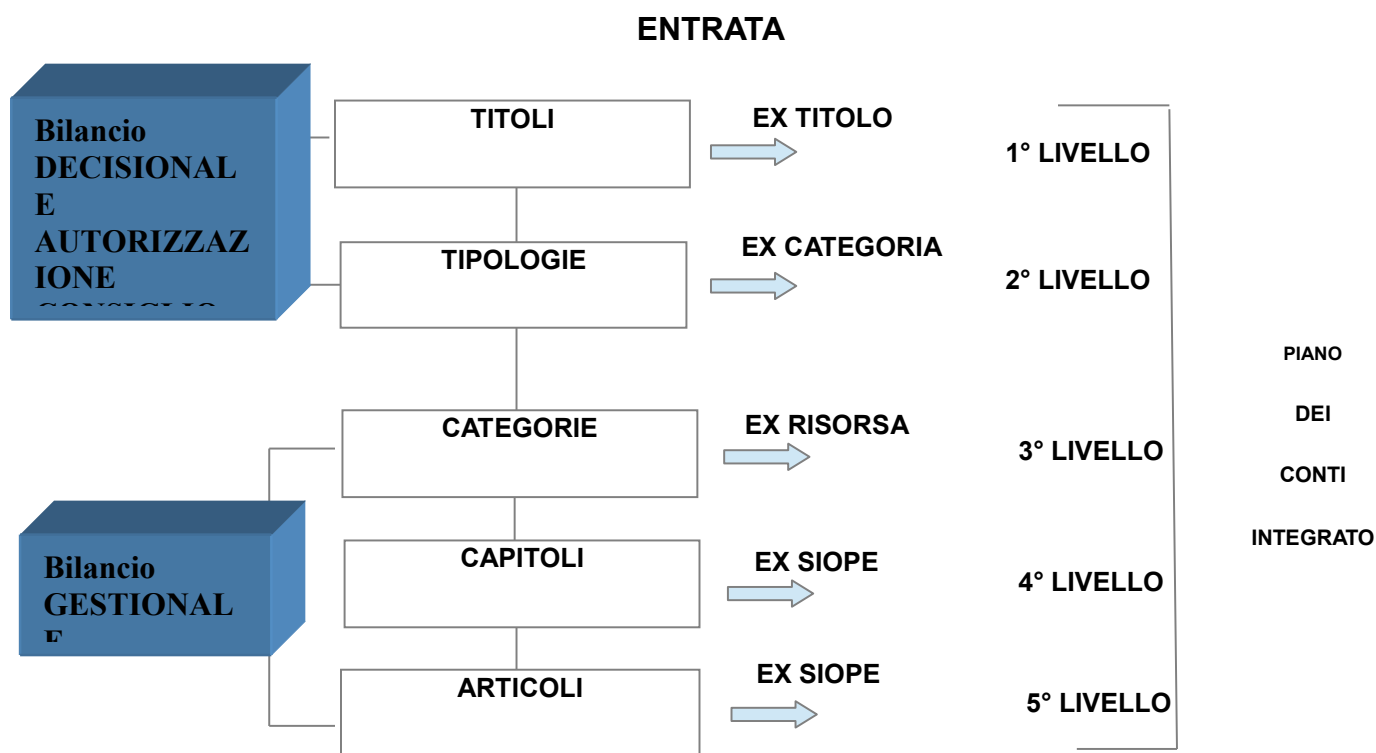 ENTRATA
Bilancio
DECISIONAL
E
AUTORIZZAZ
IONE
TITOLI
EX TITOLO
1° LIVELLO
TIPOLOGIE
EX CATEGORIA
2° LIVELLO
CATEGORIE
EX RISORSA
3° LIVELLO
Bilancio
GESTIONAL
CAPITOLI
EX SIOPE
4° LIVELLO
ARTICOLI
EX SIOPE
5° LIVELLO
PIANO
DEI
CONTI
INTEGRATO